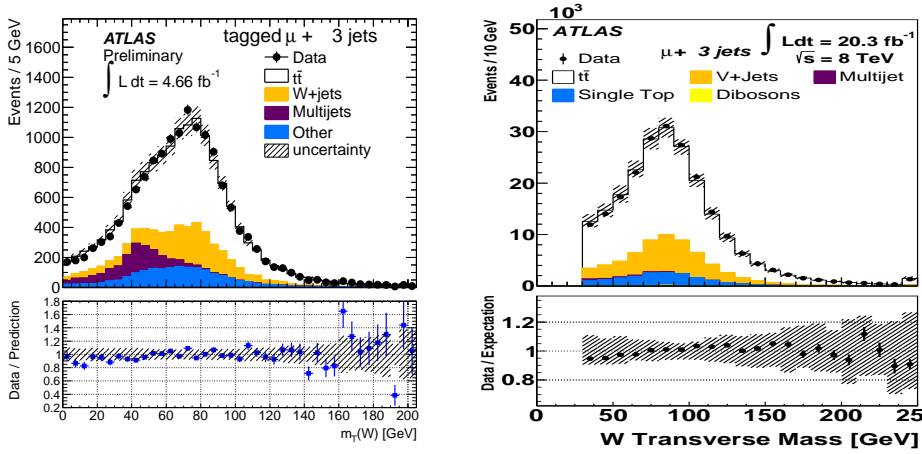 Events / 5 GeV
1600
1400
1200
1000
800
600
400
200
0
ATLAS
Preliminary
∫ L dt = 4.66 fb⁻¹
tagged μ + 3 jets
Data
tt̄
W+jets
Multijets
Other
uncertainty
Data / Prediction
1.8
1.6
1.4
1.2
1.0
0.8
0.6
0.4
0.2
0 20 40 60 80 100 120 140 160 180 200
m_T(W) [GeV]
×10³
Events / 10 GeV
50
40
30
20
10
0
ATLAS
μ + 3 jets
∫ Ldt = 20.3 fb⁻¹
√s = 8 TeV
Data
tt̄
V+Jets
Multijet
Single Top
Dibosons
Data / Expectation
1.2
1.0
0.8
0 50 100 150 200 250
W Transverse Mass [GeV]